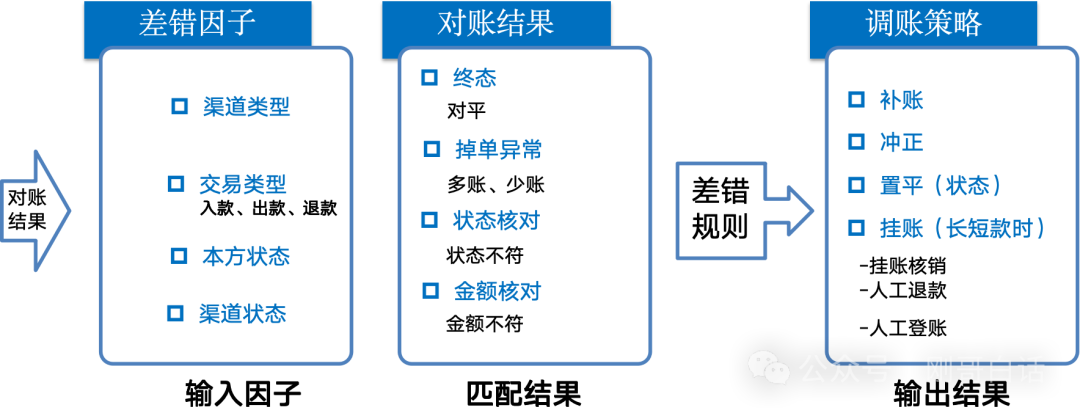 差错因子
对账结果
调账策略
对账
结果
渠道类型
交易类型
入款、出款、退款
本方状态
渠道状态
输入因子
终态
对平
掉单异常
多账、少账
状态核对
状态不符
金额核对
金额不符
匹配结果
差错
规则
补账
冲正
置平（状态）
挂账（长短款时）
-挂账核销
-人工退款
-人工登账
输出结果
公众号